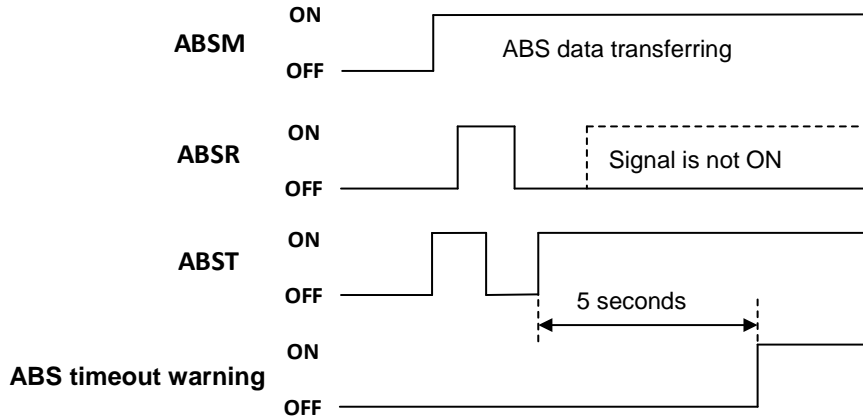 ON
ABSM
ABS data transferring
OFF
ON
ABSR
Signal is not ON
OFF
ON
ABST
OFF
5 seconds
ON
ABS timeout warning
OFF